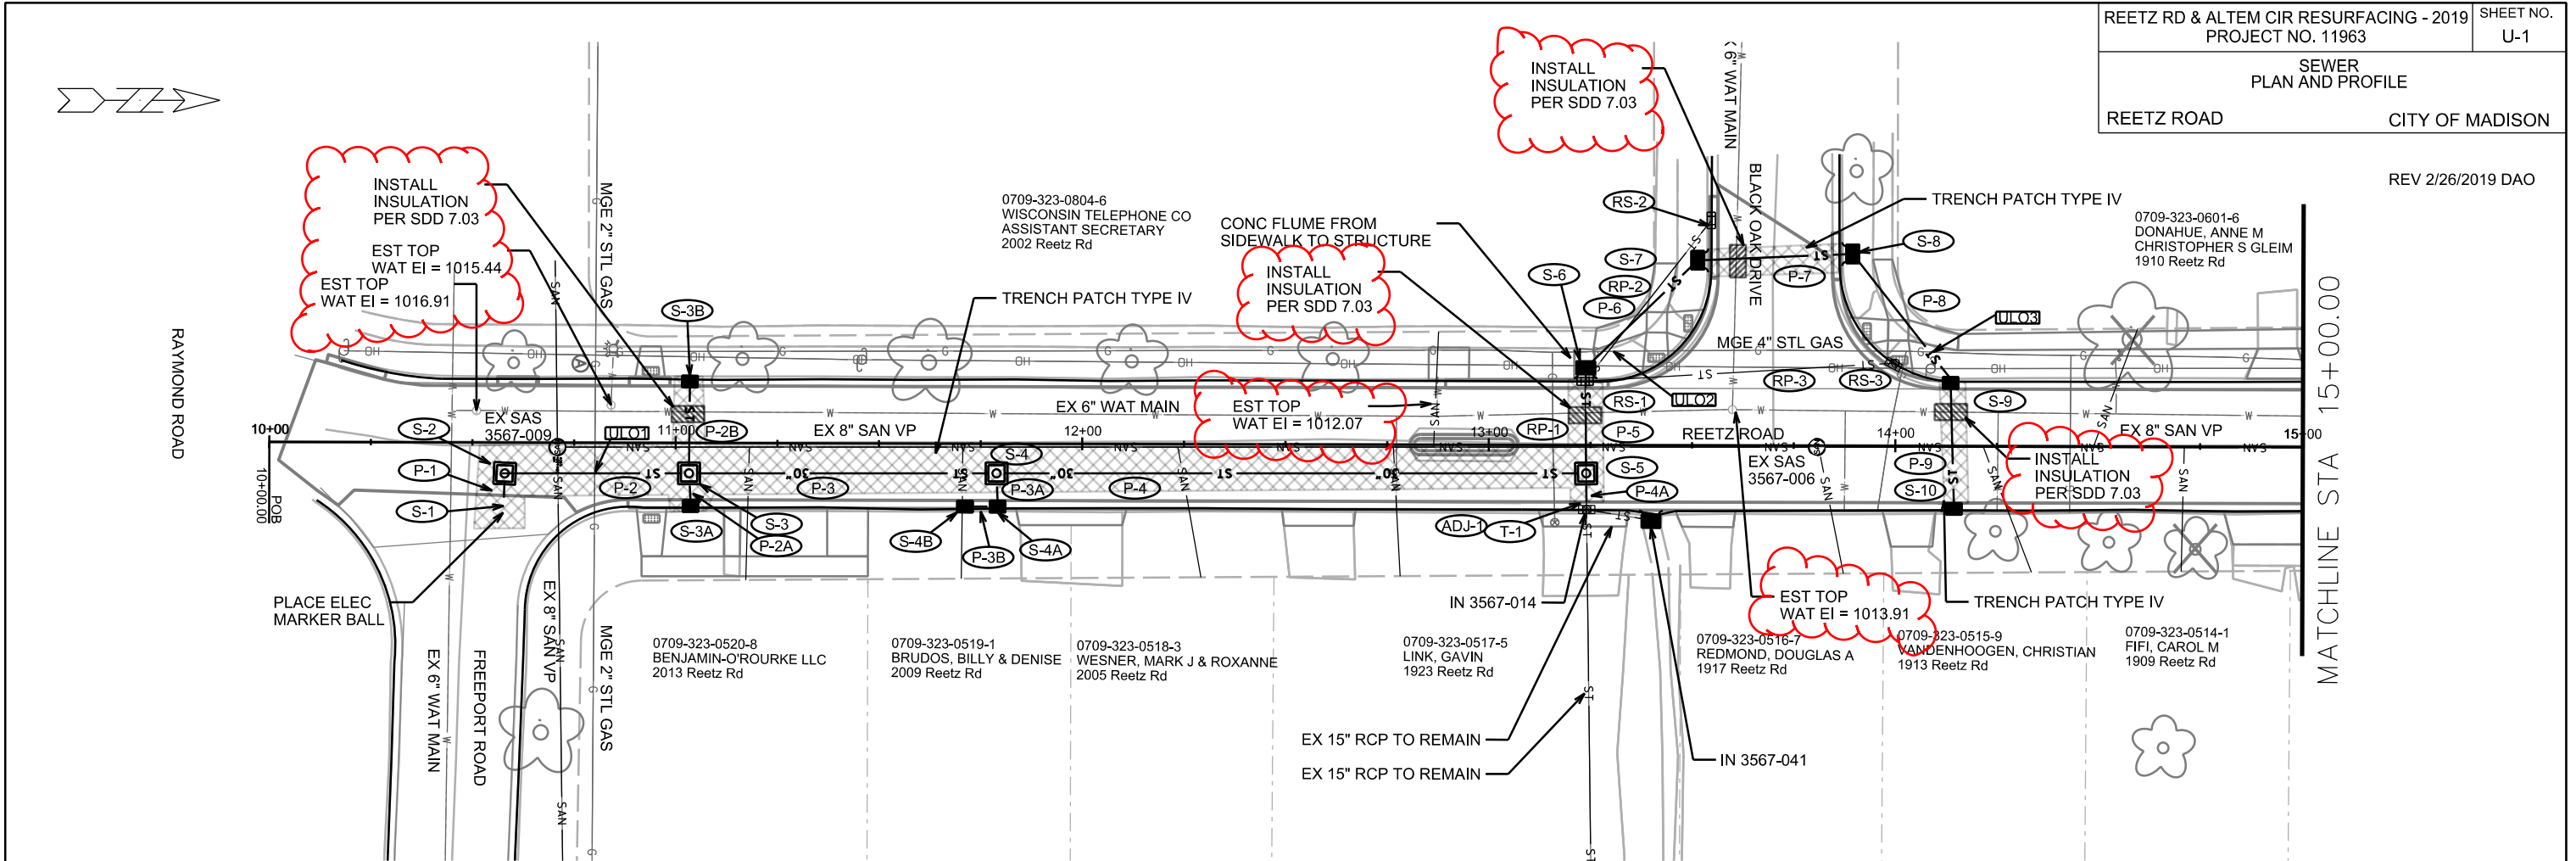 REETZ RD & ALTEM CIR RESURFACING - 2019
PROJECT NO. 11963
SHEET NO.
U-1
SEWER
PLAN AND PROFILE
REETZ ROAD
CITY OF MADISON
REV 2/26/2019 DAO
INSTALL
INSULATION
PER SDD 7.03
EST TOP
WAT El = 1015.44
EST TOP
WAT El = 1016.91
MGE 2" STL GAS
0709-323-0804-6
WISCONSIN TELEPHONE CO
ASSISTANT SECRETARY
2002 Reetz Rd
CONC FLUME FROM
SIDEWALK TO STRUCTURE
INSTALL
INSULATION
PER SDD 7.03
INSTALL
INSULATION
PER SDD 7.03
6" WAT MAIN
BLACK OAK DRIVE
TRENCH PATCH TYPE IV
0709-323-0601-6
DONAHUE, ANNE M
CHRISTOPHER S GLEIM
1910 Reetz Rd
RS-2
S-7
RP-2
P-6
S-6
S-8
P-7
P-8
ULO3
S-3B
TRENCH PATCH TYPE IV
RAYMOND ROAD
MGE 4" STL GAS
RP-3
RS-3
RS-1
ULO2
RP-1
P-5
S-9
EX 6" WAT MAIN
EST TOP
WAT El = 1012.07
EX SAS
3567-009
ULO1
P-2B
EX 8" SAN VP
10+00
11+00
12+00
13+00
14+00
15+00
REETZ ROAD
EX 8" SAN VP
10+00.00
POB
S-2
P-1
S-1
P-2
P-3
S-4
P-3A
P-4
30"
30"
30"
S-5
P-4A
EX SAS
3567-006
P-9
S-10
INSTALL
INSULATION
PER SDD 7.03
S-3A
S-3
P-2A
S-4B
P-3B
S-4A
ADJ-1
T-1
MATCHLINE STA 15+00.00
PLACE ELEC
MARKER BALL
EX 6" WAT MAIN
FREEPORT ROAD
EX 8" SAN VP
MGE 2" STL GAS
IN 3567-014
EST TOP
WAT El = 1013.91
TRENCH PATCH TYPE IV
0709-323-0520-8
BENJAMIN-O'ROURKE LLC
2013 Reetz Rd
0709-323-0519-1
BRUDOS, BILLY & DENISE
2009 Reetz Rd
0709-323-0518-3
WESNER, MARK J & ROXANNE
2005 Reetz Rd
0709-323-0517-5
LINK, GAVIN
1923 Reetz Rd
0709-323-0516-7
REDMOND, DOUGLAS A
1917 Reetz Rd
0709-323-0515-9
VANDENHOOGEN, CHRISTIAN
1913 Reetz Rd
0709-323-0514-1
FIFI, CAROL M
1909 Reetz Rd
EX 15" RCP TO REMAIN
EX 15" RCP TO REMAIN
IN 3567-041